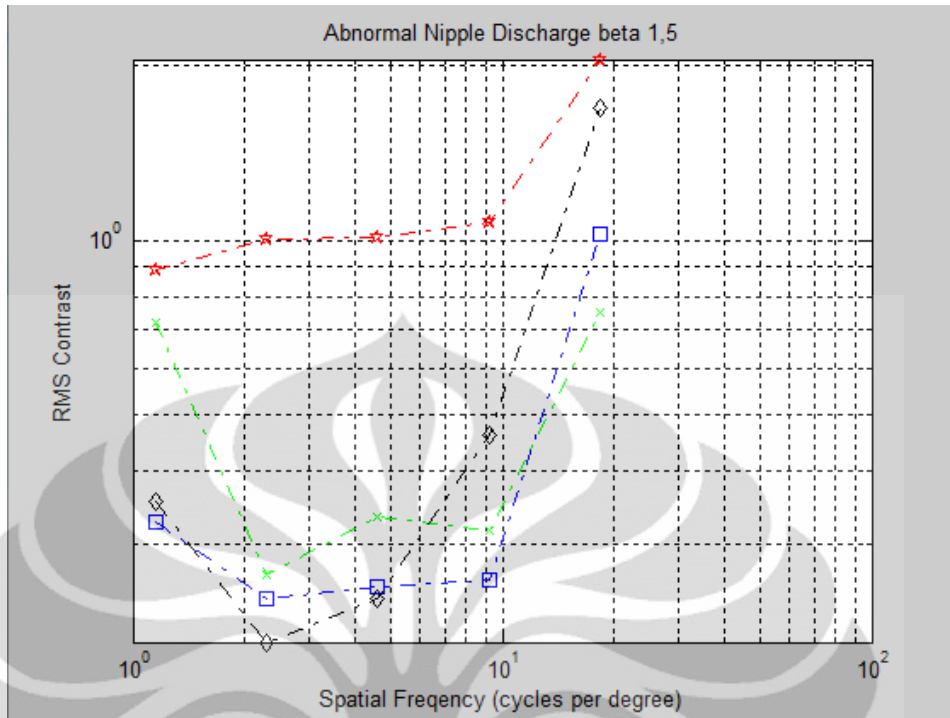 Abnormal Nipple Discharge beta 1,5
10^0
RMS Contrast
10^0 10^1 10^2
Spatial Freqency (cycles per degree)